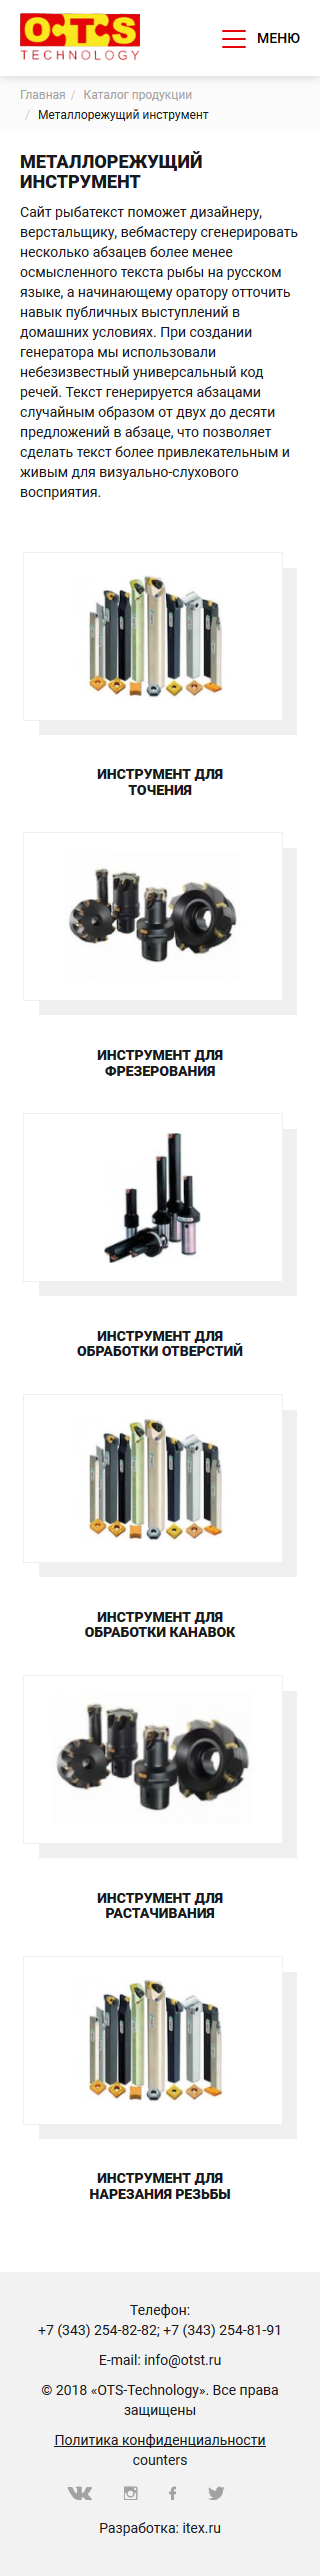 OTS
TECHNOLOGY
МЕНЮ
Главная / Каталог продукции
/ Металлорежущий инструмент
МЕТАЛЛОРЕЖУЩИЙ
ИНСТРУМЕНТ
Сайт рыбатекст поможет дизайнеру,
верстальщику, вебмастеру сгенерировать
несколько абзацев более менее
осмысленного текста рыбы на русском
языке, а начинающему оратору отточить
навык публичных выступлений в
домашних условиях. При создании
генератора мы использовали
небезизвестный универсальный код
речей. Текст генерируется абзацами
случайным образом от двух до десяти
предложений в абзаце, что позволяет
сделать текст более привлекательным и
живым для визуально-слухового
восприятия.
ИНСТРУМЕНТ ДЛЯ
ТОЧЕНИЯ
ИНСТРУМЕНТ ДЛЯ
ФРЕЗЕРОВАНИЯ
ИНСТРУМЕНТ ДЛЯ
ОБРАБОТКИ ОТВЕРСТИЙ
ИНСТРУМЕНТ ДЛЯ
ОБРАБОТКИ КАНАВОК
ИНСТРУМЕНТ ДЛЯ
РАСТАЧИВАНИЯ
ИНСТРУМЕНТ ДЛЯ
НАРЕЗАНИЯ РЕЗЬБЫ
Телефон:
+7 (343) 254-82-82; +7 (343) 254-81-91
E-mail: info@otst.ru
© 2018 «OTS-Technology». Все права
защищены
Политика конфиденциальности
counters
Разработка: itex.ru